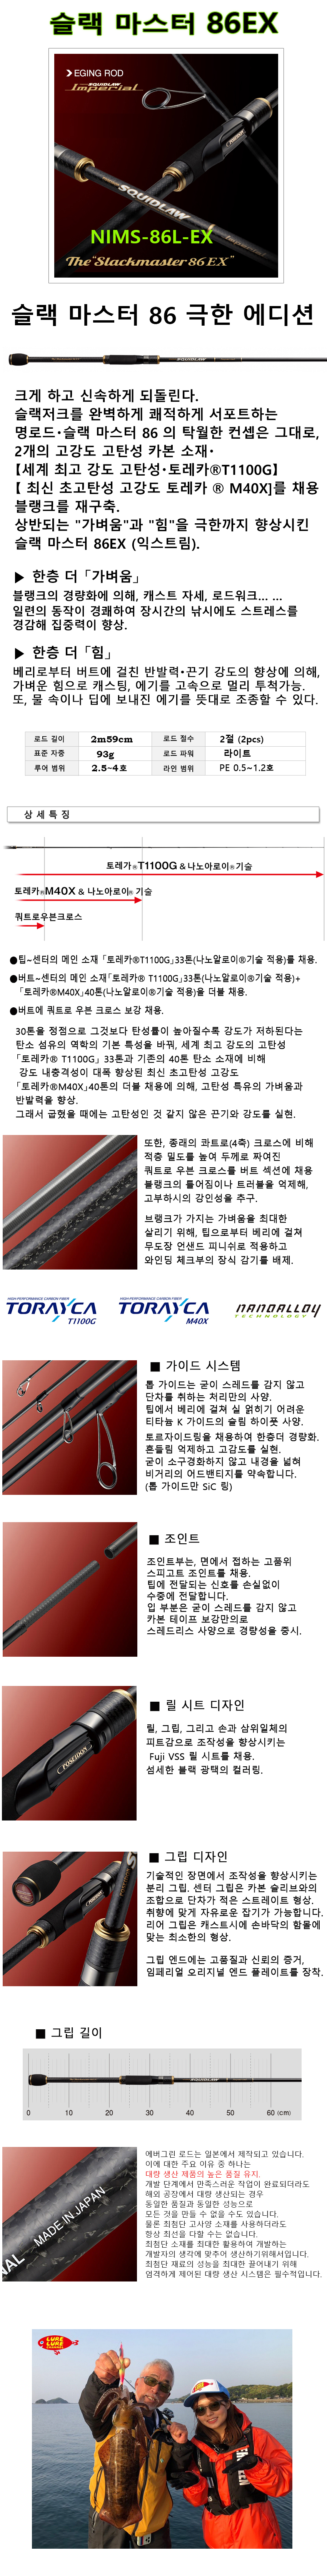 슬랙 마스터 86EX
EGING ROD
SQUIDLAW
Imperial
SQUIDLAW
Imperial
NIMS-86L-EX
The "Slackmaster 86 EX"
슬랙 마스터 86 극한 에디션
SQUIDLAW
크게 하고 신속하게 되돌린다.
슬랙저크를 완벽하게 쾌적하게 서포트하는
명로드·슬랙 마스터 86 의 탁월한 컨셉은 그대로,
2개의 고강도 고탄성 카본 소재·
【세계 최고 강도 고탄성·토레카®T1100G】
【 최신 초고탄성 고강도 토레카 ® M40X】를 채용
블랭크를 재구축.
상반되는 "가벼움"과 "힘"을 극한까지 향상시킨
슬랙 마스터 86EX (익스트림).
▶ 한층 더 「가벼움」
블랭크의 경량화에 의해, 캐스트 자세, 로드워크... ...
일련의 동작이 경쾌하여 장시간의 낚시에도 스트레스를
경감해 집중력이 향상.
▶ 한층 더 「힘」
베리로부터 버트에 걸친 반발력·끈기 강도의 향상에 의해,
가벼운 힘으로 캐스팅, 에기를 고속으로 멀리 투척가능.
또, 물 속이나 딥에 보내진 에기를 뜻대로 조종할 수 있다.
로드 길이 2m59cm 로드 절수 2절 (2pcs)
표준 자중 93g 로드 파워 라이트
루어 범위 2.5~4호 라인 범위 PE 0.5~1.2호
상 세 특 징
토레카®T1100G & 나노아로이®기술
토레카®M40X & 나노아로이® 기술
쿼트로우븐크로스
●팁~센터의 메인 소재 「토레카® T1100G」33톤(나노알로이®기술 적용)를 채용.
●버트~센터의 메인 소재「토레카® T1100G」33톤(나노알로이®기술 적용)+
「토레카®M40X」40톤(나노알로이®기술 적용)을 더블 채용.
●버트에 쿼트로 우븐 크로스 보강 채용.
30톤을 정점으로 그것보다 탄성률이 높아질수록 강도가 저하된다는
탄소 섬유의 역학의 기본 특성을 바꿔, 세계 최고 강도의 고탄성
「토레카® T1100G」 33톤과 기존의 40톤 탄소 소재에 비해
강도 내충격성이 대폭 향상된 최신 초고탄성 고강도
「토레카®M40X」40톤의 더블 채용에 의해, 고탄성 특유의 가벼움과
반발력을 향상.
그래서 굽혔을 때에는 고탄성인 것 같지 않은 끈기와 강도를 실현.
또한, 종래의 콰트로(4축) 크로스에 비해
적층 밀도를 높여 두께로 짜여진
쿼트로 우븐 크로스를 버트 섹션에 채용
블랭크의 틀어짐이나 트러블을 억제해,
고부하시의 강인성을 추구.
브랭크가 가지는 가벼움을 최대한
살리기 위해, 팁으로부터 베리에 걸쳐
무도장 언샌드 피니쉬로 적용하고
와인딩 체크부의 장식 감기를 배제.
HIGH PERFORMANCE CARBON FIBER
TORAYCA
T1100G
HIGH PERFORMANCE CARBON FIBER
TORAYCA
M40X
NANOALLOY
TECHNOLOGY
■ 가이드 시스템
톱 가이드는 굳이 스레드를 감지 않고
단차를 취하는 처리만의 사양.
팁에서 베리에 걸쳐 실 얽히기 어려운
티타늄 K 가이드의 슬림 하이풋 사양.
토르자이드링을 채용하여 한층더 경량화.
흔들림 억제하고 고감도를 실현.
굳이 소구경화하지 않고 내경을 넓혀
비거리의 어드밴티지를 약속합니다.
(톱 가이드만 SiC 링)
■ 조인트
조인트부는, 면에서 접하는 고품위
스피고트 조인트를 채용.
팁에 전달되는 신호를 손실없이
수중에 전달합니다.
입 부분은 굳이 스레드를 감지 않고
카본 테이프 보강만의로
스레드리스 사양으로 경량성을 중시.
POSEIDON
■ 릴 시트 디자인
릴, 그립, 그리고 손과 삼위일체의
피트감으로 조작성을 향상시키는
Fuji VSS 릴 시트를 채용.
섬세한 블랙 광택의 컬러링.
■ 그립 디자인
기술적인 장면에서 조작성을 향상시키는
분리 그립. 센터 그립은 카본 슬리브와의
조합으로 단차가 적은 스트레이트 형상.
취향에 맞게 자유로운 잡기가 가능합니다.
리어 그립은 캐스트시에 손바닥의 함몰에
맞는 최소한의 형상.
그립 엔드에는 고품질과 신뢰의 증거,
임페리얼 오리지널 엔드 플레이트를 장착.
■ 그립 길이
SQUIDLAW
0 10 20 30 40 50 60 (cm)
MADE IN JAPAN
에버그린 로드는 일본에서 제작되고 있습니다.
이에 대한 주요 이유 중 하나는
대량 생산 제품의 높은 품질 유지.
개발 단계에서 만족스러운 작업이 완료되더라도
해외 공장에서 대량 생산되는 경우
동일한 품질과 동일한 성능으로
모든 것을 만들 수 없을 수도 있습니다.
물론 최첨단 고사양 소재를 사용하더라도
항상 최선을 다할 수는 없습니다.
최첨단 소재를 최대한 활용하여 개발하는
개발자의 생각에 맞추어 생산하기위해서입니다.
최첨단 재료의 성능을 최대한 끌어내기 위해
엄격하게 제어된 대량 생산 시스템은 필수적입니다.
LURE
LURE